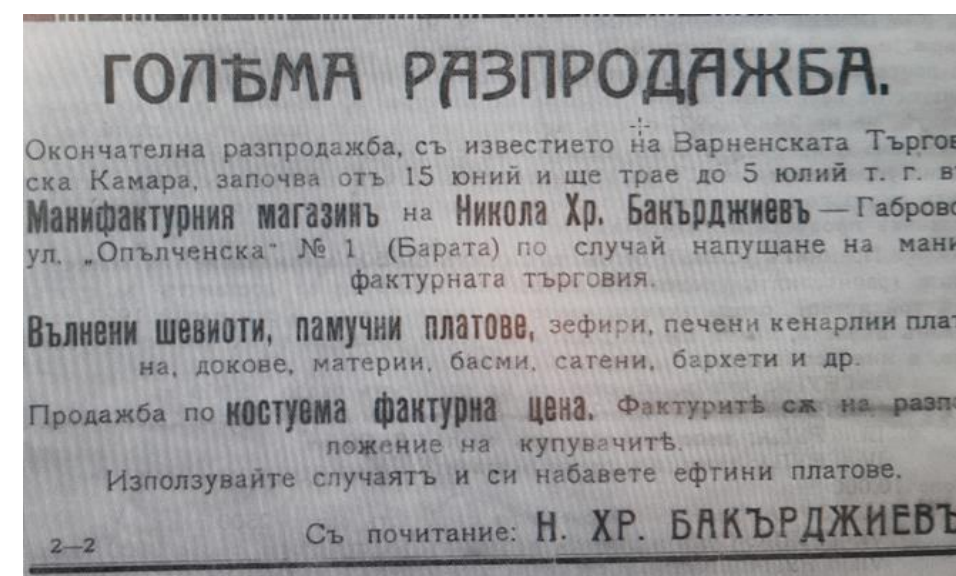 ГОЛѢМА РАЗПРОДАЖБА.
Окончателна разпродажба, съ известието на Варненската Търгов
ска Камара, започва отъ 15 юний и ще трае до 5 юлий т. г. въ
Манифактурния магазинъ на Никола Хр. Бакърджиевъ — Габрово
ул. „Опълченска“ № 1 (Барата) по случай напущане на мани
фактурната търговия.
Вълнени шевиоти, памучни платове, зефири, печени кенарлии плат
на, докове, материи, басми, сатени, бархети и др.
Продажба по костуема фактурна цена. Фактуритѣ сѫ на разпо
ложение на купувачитѣ.
Използувайте случаятъ и си набавете ефтини платове.
2—2 Съ почитание: Н. ХР. БАКЪРДЖИЕВЪ